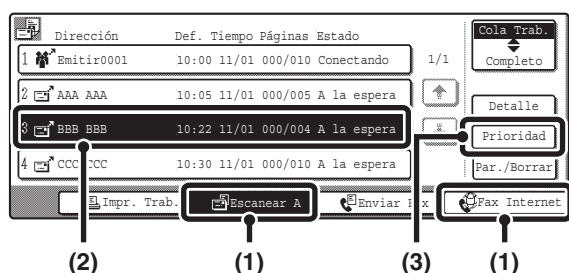 Dirección Def. Tiempo Páginas Estado
Cola Trab.
Completo
1 Emitir0001 10:00 11/01 000/010 Conectando
1/1
2 AAA AAA 10:05 11/01 000/005 A la espera
Detalle
3 BBB BBB 10:22 11/01 000/004 A la espera
Prioridad
4 CCC CCC 10:30 11/01 000/010 A la espera
Par./Borrar
Impr. Trab. Escanear A Enviar Fax Fax Internet
(2) (1) (3) (1)